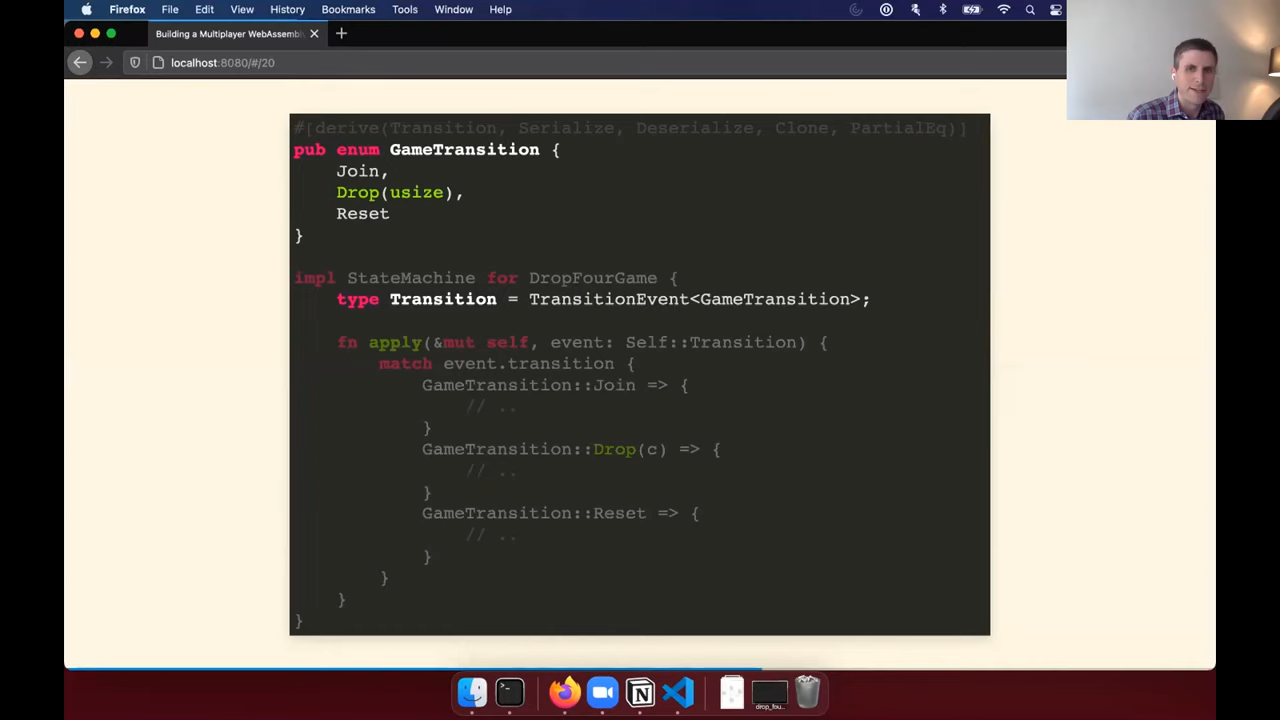 Firefox File Edit View History Bookmarks Tools Window Help
Building a Multiplayer WebAssembl
localhost:8080/#/20
#[derive(Transition, Serialize, Deserialize, Clone, PartialEq)]
pub enum GameTransition {
Join,
Drop(usize),
Reset
}
impl StateMachine for DropFourGame {
type Transition = TransitionEvent<GameTransition>;
fn apply(&mut self, event: Self::Transition) {
match event.transition {
GameTransition::Join => {
// ..
}
GameTransition::Drop(c) => {
// ..
}
GameTransition::Reset => {
// ..
}
}
}
}
drop_fou...